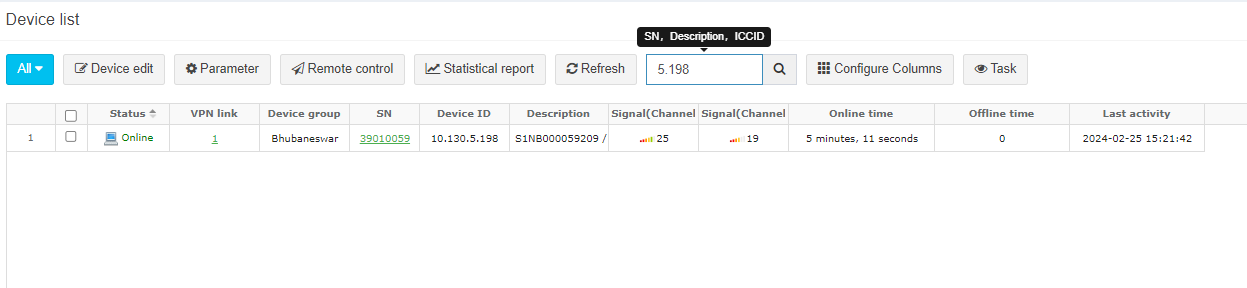 Device list
SN, Description, ICCID
All Device edit Parameter Remote control Statistical report Refresh 5.198 Configure Columns Task
Status VPN link Device group SN Device ID Description Signal(Channel Signal(Channel Online time Offline time Last activity
1 Online 1 Bhubaneswar 39010059 10.130.5.198 S1NB000059209 / 25 19 5 minutes, 11 seconds 0 2024-02-25 15:21:42